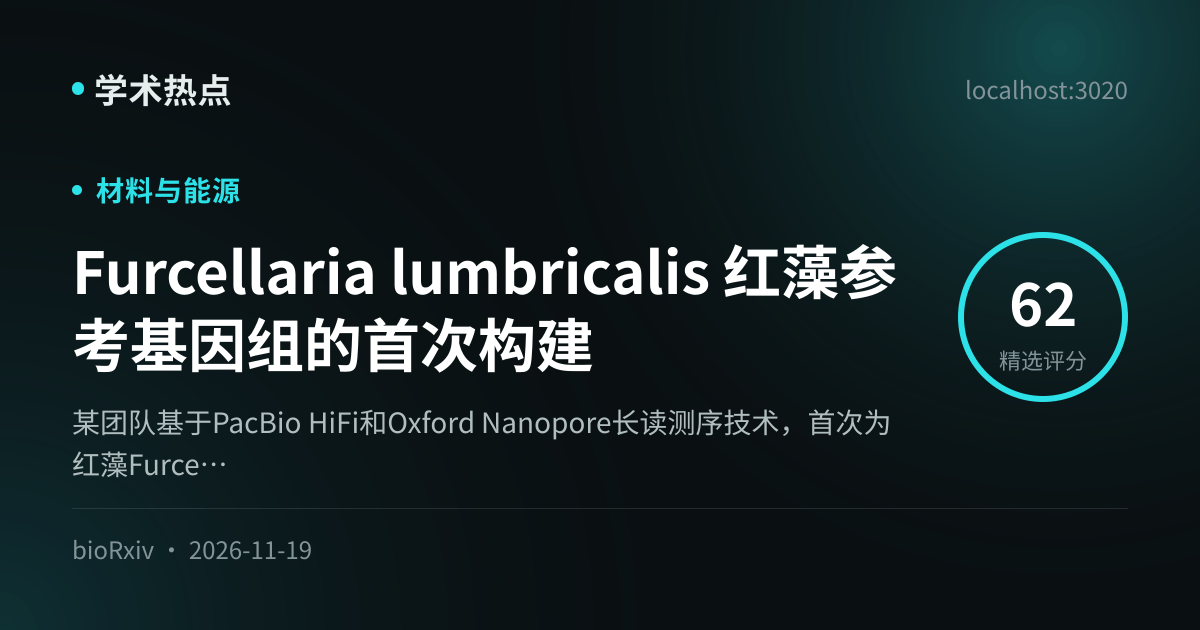 学术热点
localhost:3020
材料与能源
Furcellaria lumbricalis 红藻参
考基因组的首次构建
62
精选评分
某团队基于PacBio HiFi和Oxford Nanopore长读测序技术，首次为
红藻Furce…
bioRxiv · 2026-11-19